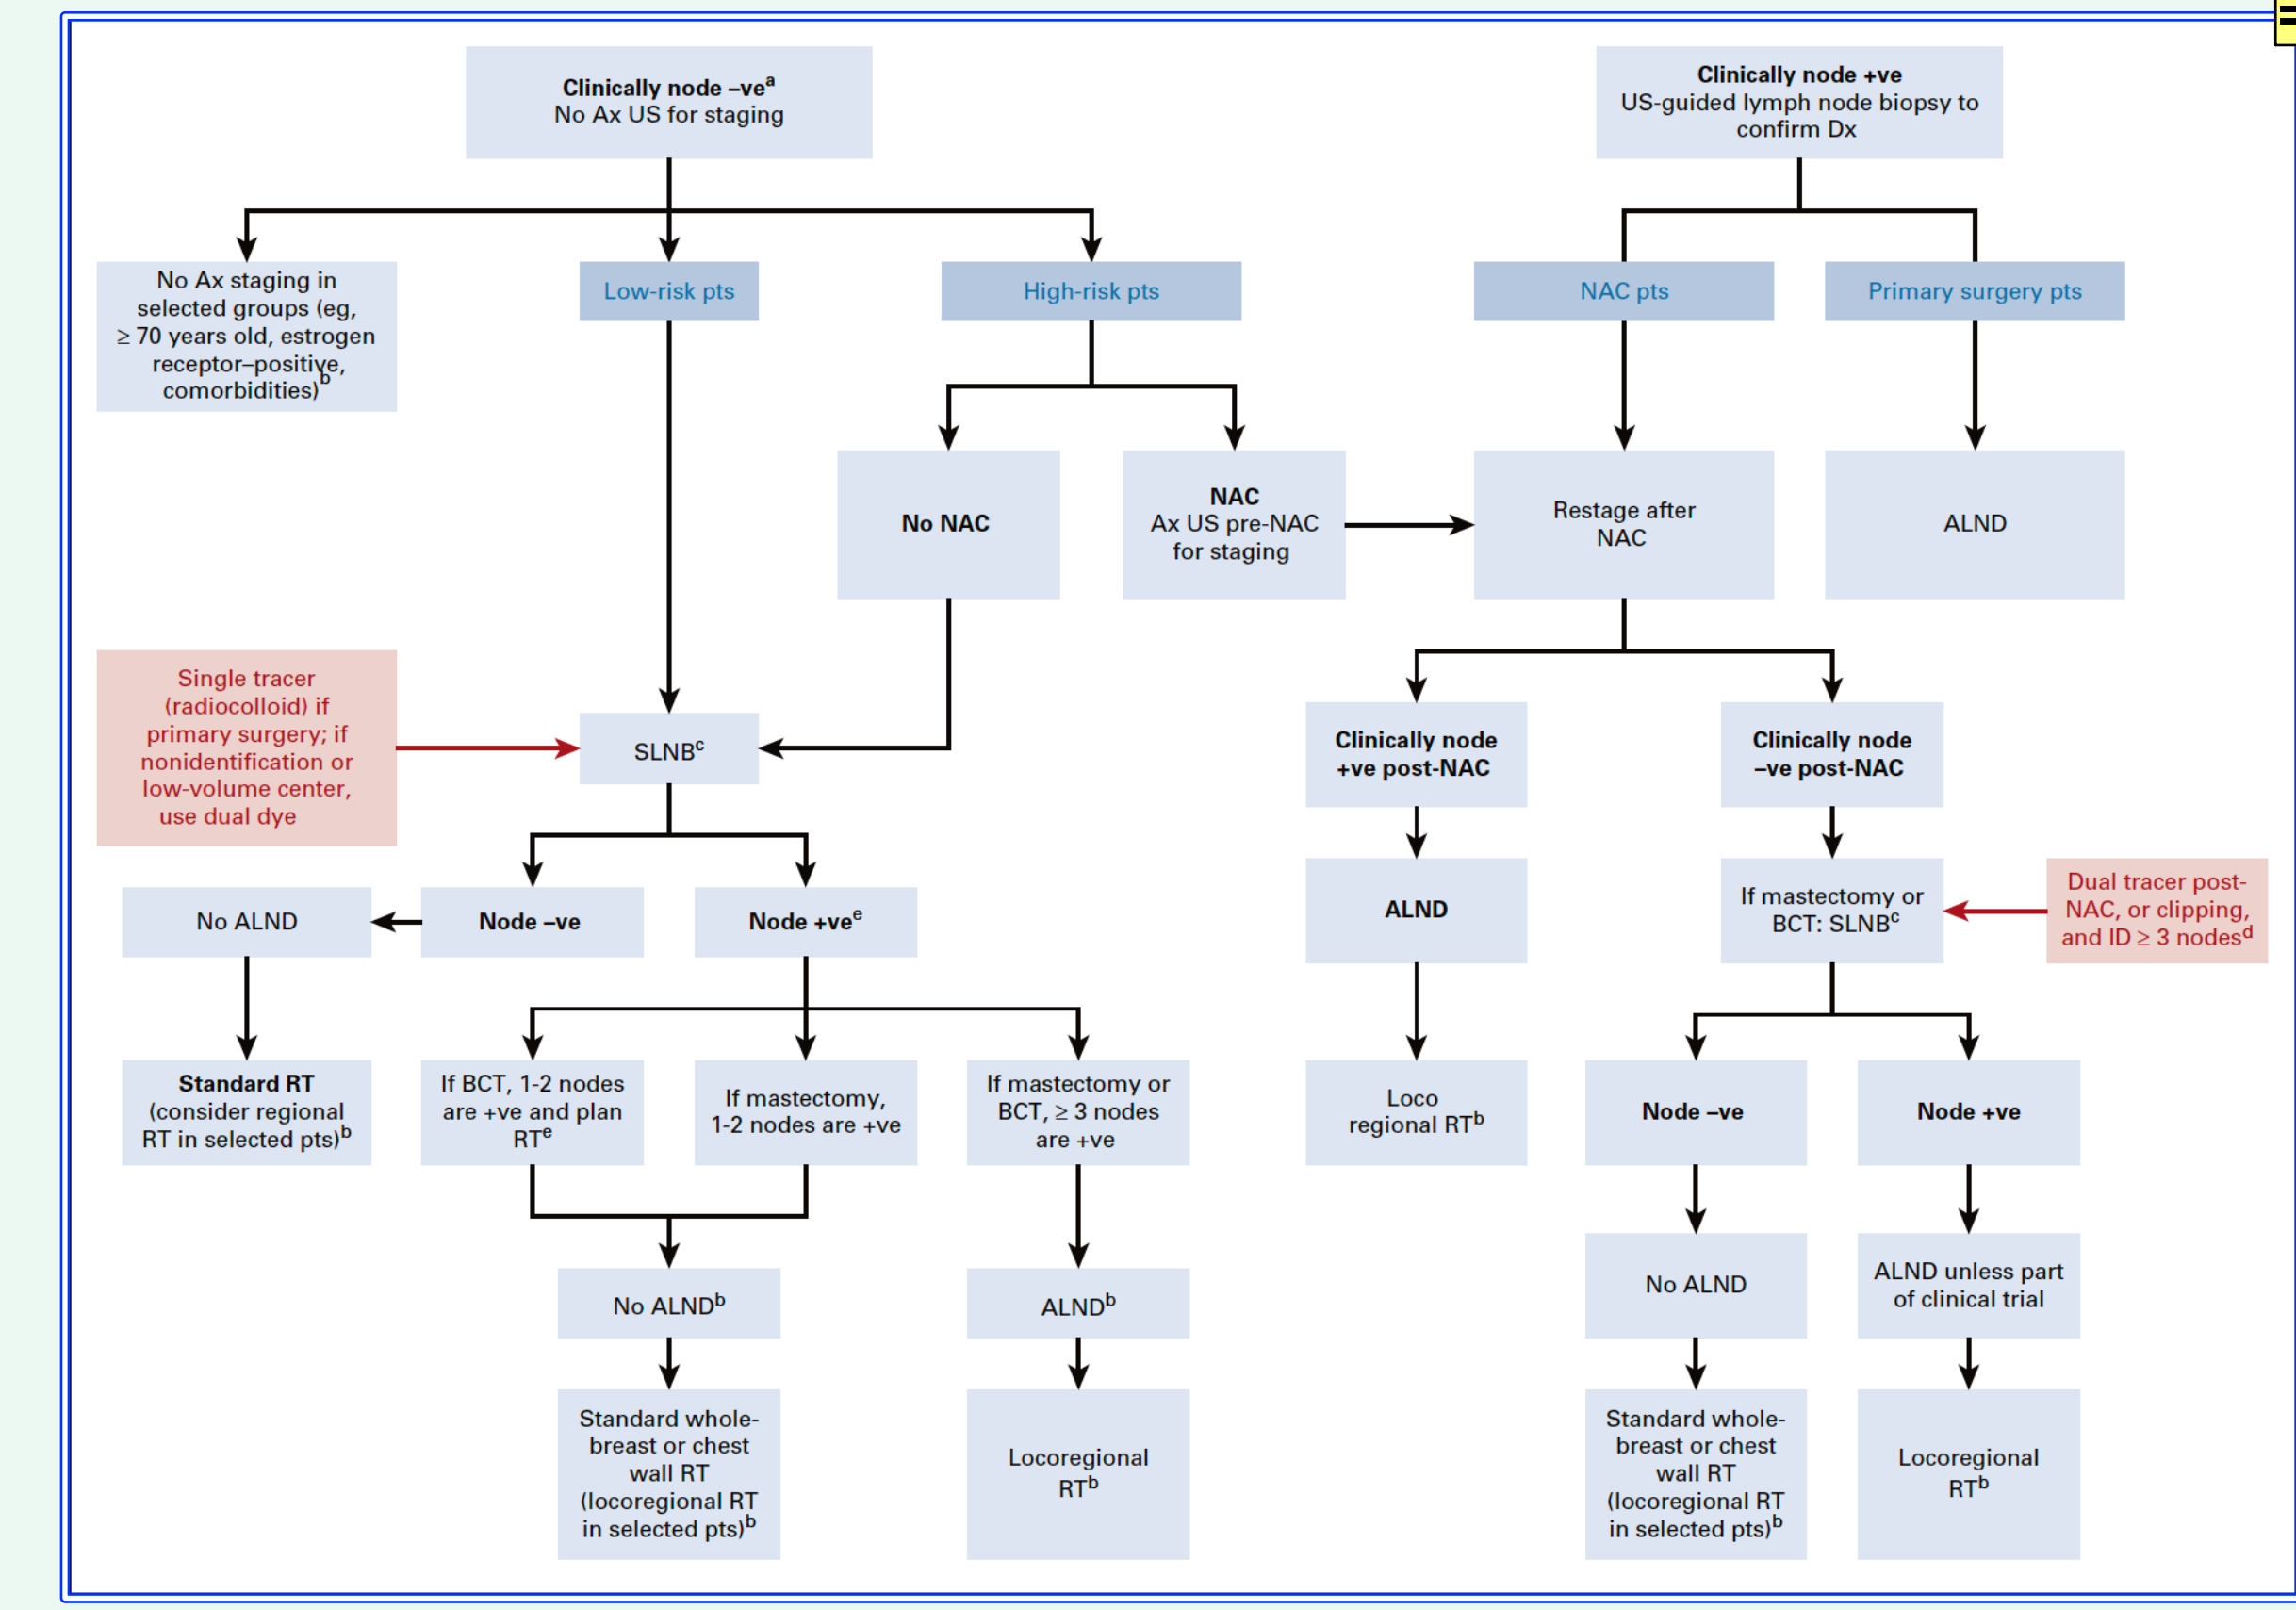 Clinically node –veᵃ
No Ax US for staging
Clinically node +ve
US-guided lymph node biopsy to
confirm Dx
No Ax staging in
selected groups (eg,
≥ 70 years old, estrogen
receptor–positive,
comorbidities)ᵇ
Low-risk pts
High-risk pts
NAC pts
Primary surgery pts
No NAC
NAC
Ax US pre-NAC
for staging
Restage after
NAC
ALND
Single tracer
(radiocolloid) if
primary surgery; if
nonidentification or
low-volume center,
use dual dye
SLNBᶜ
Clinically node
+ve post-NAC
Clinically node
–ve post-NAC
No ALND
Node –ve
Node +veᵉ
ALND
If mastectomy or
BCT: SLNBᶜ
Dual tracer post-
NAC, or clipping,
and ID ≥ 3 nodesᵈ
Standard RT
(consider regional
RT in selected pts)ᵇ
If BCT, 1-2 nodes
are +ve and plan
RTᵉ
If mastectomy,
1-2 nodes are +ve
If mastectomy or
BCT, ≥ 3 nodes
are +ve
Loco
regional RTᵇ
Node –ve
Node +ve
No ALNDᵇ
ALNDᵇ
No ALND
ALND unless part
of clinical trial
Standard whole-
breast or chest
wall RT
(locoregional RT
in selected pts)ᵇ
Locoregional
RTᵇ
Standard whole-
breast or chest
wall RT
(locoregional RT
in selected pts)ᵇ
Locoregional
RTᵇ